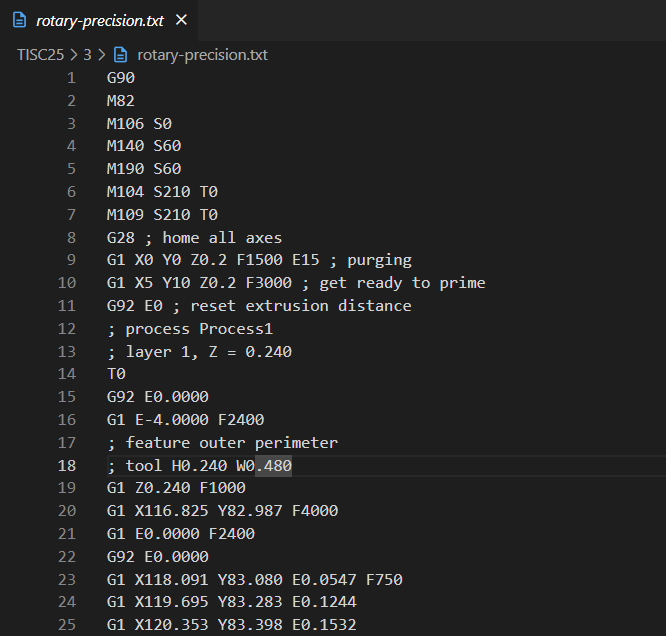 rotary-precision.txt
TISC25 > 3 > rotary-precision.txt
1 G90
2 M82
3 M106 S0
4 M140 S60
5 M190 S60
6 M104 S210 T0
7 M109 S210 T0
8 G28 ; home all axes
9 G1 X0 Y0 Z0.2 F1500 E15 ; purging
10 G1 X5 Y10 Z0.2 F3000 ; get ready to prime
11 G92 E0 ; reset extrusion distance
12 ; process Process1
13 ; layer 1, Z = 0.240
14 T0
15 G92 E0.0000
16 G1 E-4.0000 F2400
17 ; feature outer perimeter
18 ; tool H0.240 W0.480
19 G1 Z0.240 F1000
20 G1 X116.825 Y82.987 F4000
21 G1 E0.0000 F2400
22 G92 E0.0000
23 G1 X118.091 Y83.080 E0.0547 F750
24 G1 X119.695 Y83.283 E0.1244
25 G1 X120.353 Y83.398 E0.1532